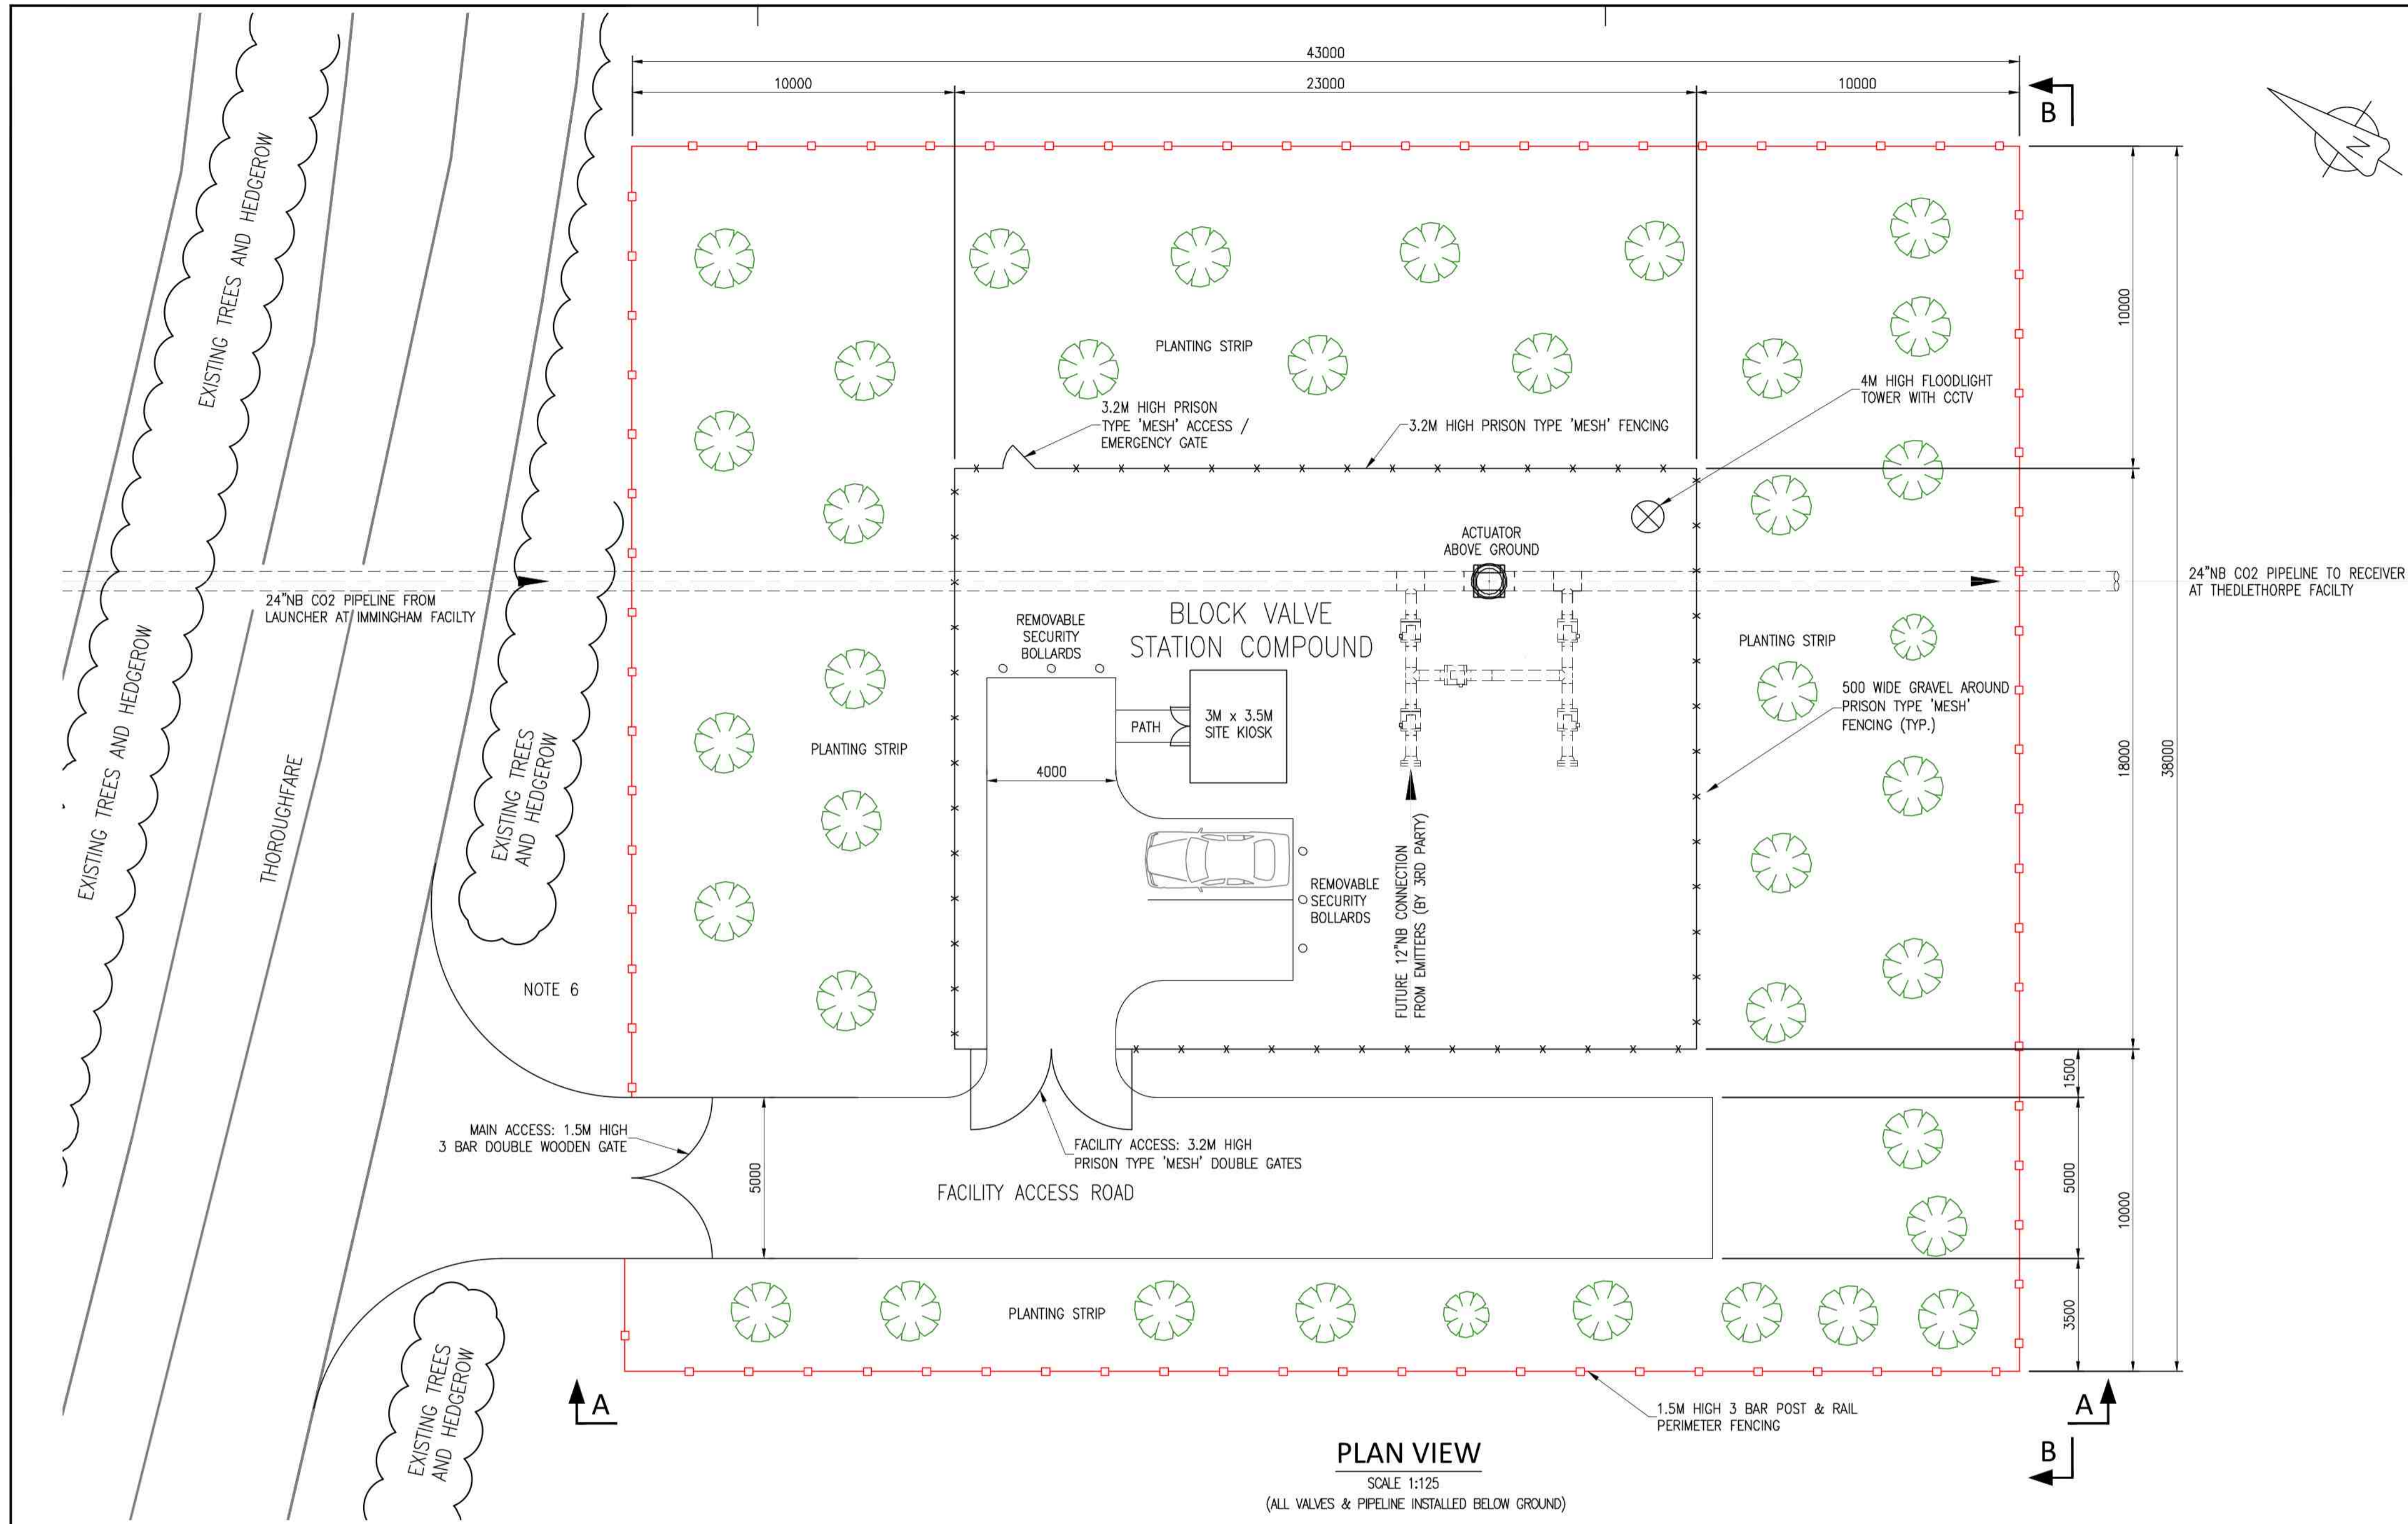 43000
10000
23000
10000
B
N
EXISTING TREES AND HEDGEROW
10000
PLANTING STRIP
4M HIGH FLOODLIGHT
TOWER WITH CCTV
3.2M HIGH PRISON
TYPE 'MESH' ACCESS /
EMERGENCY GATE
3.2M HIGH PRISON TYPE 'MESH' FENCING
ACTUATOR
ABOVE GROUND
24"NB CO2 PIPELINE FROM
LAUNCHER AT IMMINGHAM FACILTY
24"NB CO2 PIPELINE TO RECEIVER
AT THEDLETHORPE FACILTY
REMOVABLE
SECURITY
BOLLARDS
BLOCK VALVE
STATION COMPOUND
PLANTING STRIP
500 WIDE GRAVEL AROUND
PRISON TYPE 'MESH'
FENCING (TYP.)
EXISTING TREES AND HEDGEROW
PATH
3M x 3.5M
SITE KIOSK
PLANTING STRIP
4000
18000
38000
THOROUGHFARE
EXISTING TREES
AND HEDGEROW
REMOVABLE
SECURITY
BOLLARDS
FUTURE 12"NB CONNECTION
FROM EMITTERS (BY 3RD PARTY)
NOTE 6
1500
MAIN ACCESS: 1.5M HIGH
3 BAR DOUBLE WOODEN GATE
FACILITY ACCESS: 3.2M HIGH
PRISON TYPE 'MESH' DOUBLE GATES
5000
5000
10000
FACILITY ACCESS ROAD
PLANTING STRIP
3500
EXISTING TREES
AND HEDGEROW
A
A
1.5M HIGH 3 BAR POST & RAIL
PERIMETER FENCING
B
PLAN VIEW
SCALE 1:125
(ALL VALVES & PIPELINE INSTALLED BELOW GROUND)